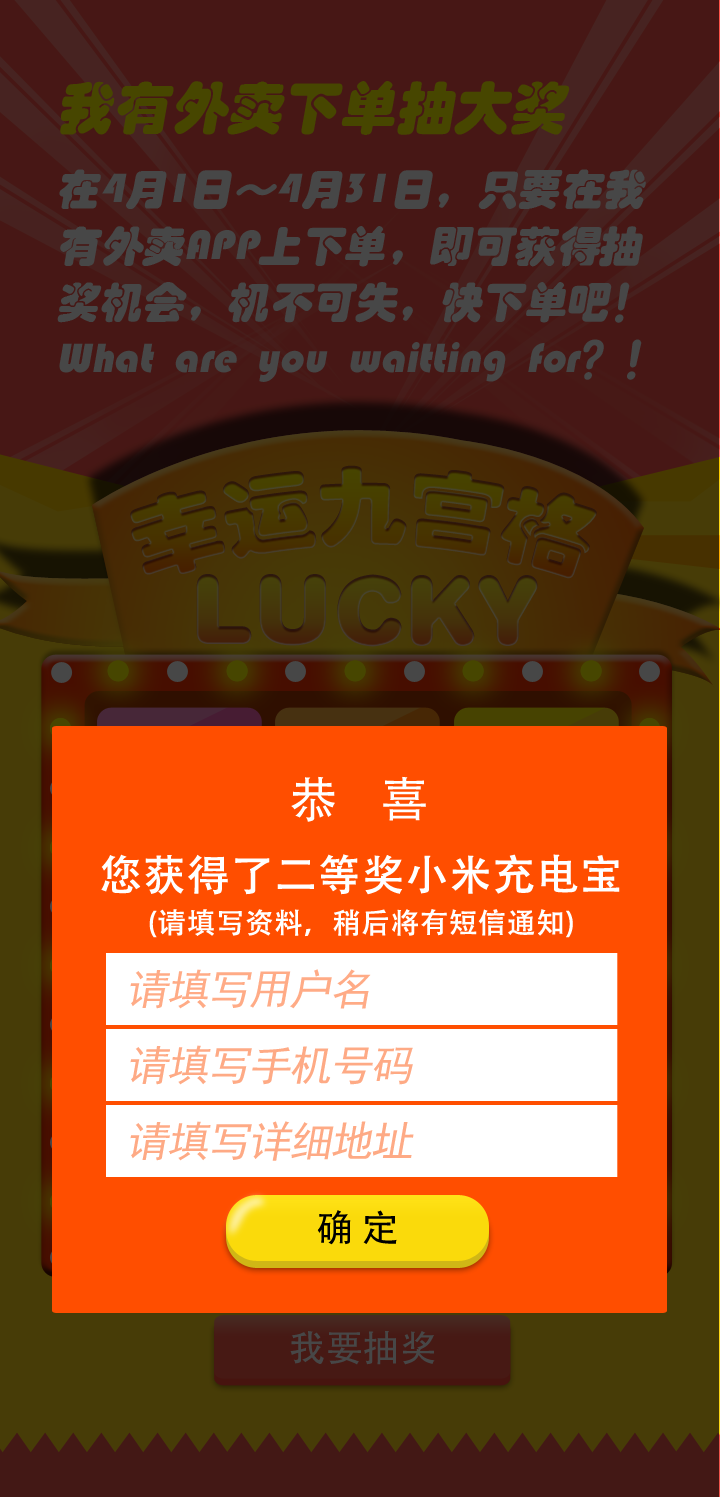 我有外卖下单抽大奖
在4月1日～4月31日，只要在我
有外卖APP上下单，即可获得抽
奖机会，机不可失，快下单吧！
What are you waitting for？！
幸运九宫格
LUCKY
恭 喜
您获得了二等奖小米充电宝
(请填写资料，稍后将有短信通知)
请填写用户名
请填写手机号码
请填写详细地址
确 定
我要抽奖